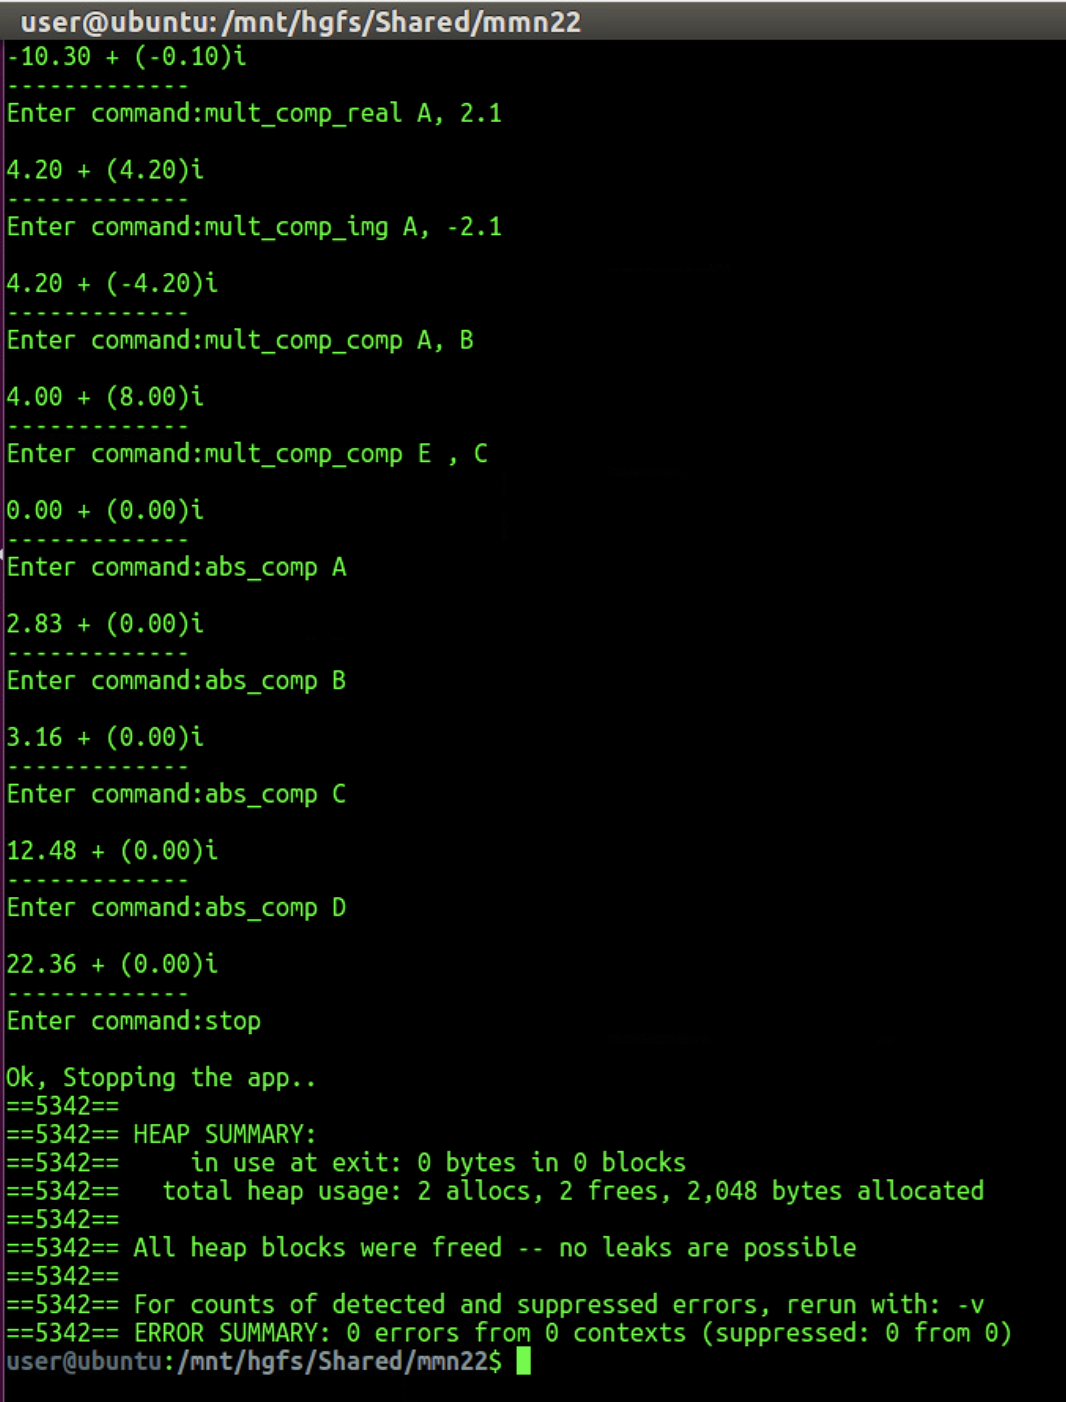 user@ubuntu: /mnt/hgfs/Shared/mmn22
-10.30 + (-0.10)i
-------------
Enter command:mult_comp_real A, 2.1
4.20 + (4.20)i
-------------
Enter command:mult_comp_img A, -2.1
4.20 + (-4.20)i
-------------
Enter command:mult_comp_comp A, B
4.00 + (8.00)i
-------------
Enter command:mult_comp_comp E , C
0.00 + (0.00)i
-------------
Enter command:abs_comp A
2.83 + (0.00)i
-------------
Enter command:abs_comp B
3.16 + (0.00)i
-------------
Enter command:abs_comp C
12.48 + (0.00)i
-------------
Enter command:abs_comp D
22.36 + (0.00)i
-------------
Enter command:stop
Ok, Stopping the app..
==5342==
==5342== HEAP SUMMARY:
==5342==     in use at exit: 0 bytes in 0 blocks
==5342==   total heap usage: 2 allocs, 2 frees, 2,048 bytes allocated
==5342==
==5342== All heap blocks were freed -- no leaks are possible
==5342==
==5342== For counts of detected and suppressed errors, rerun with: -v
==5342== ERROR SUMMARY: 0 errors from 0 contexts (suppressed: 0 from 0)
user@ubuntu:/mnt/hgfs/Shared/mmn22$